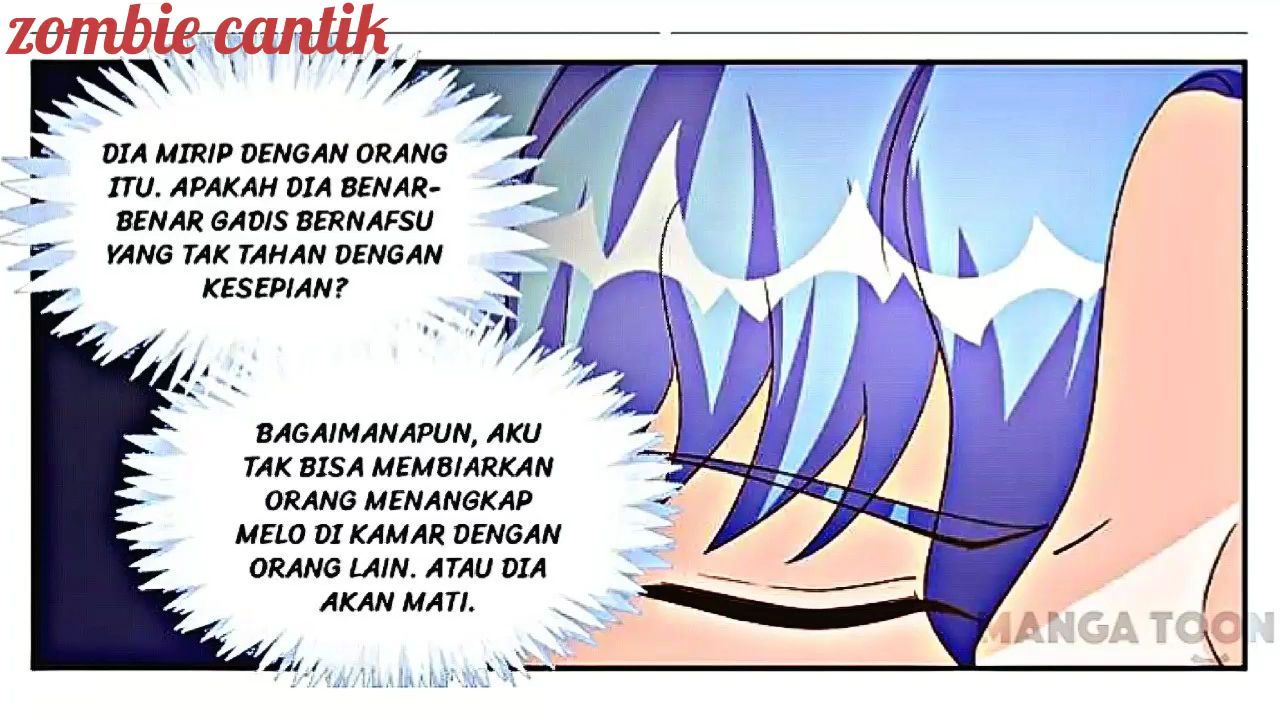 zombie cantik
DIA MIRIP DENGAN ORANG
ITU. APAKAH DIA BENAR-
BENAR GADIS BERNAFSU
YANG TAK TAHAN DENGAN
KESEPIAN?
BAGAIMANAPUN, AKU
TAK BISA MEMBIARKAN
ORANG MENANGKAP
MELO DI KAMAR DENGAN
ORANG LAIN. ATAU DIA
AKAN MATI.
MANGA TOON